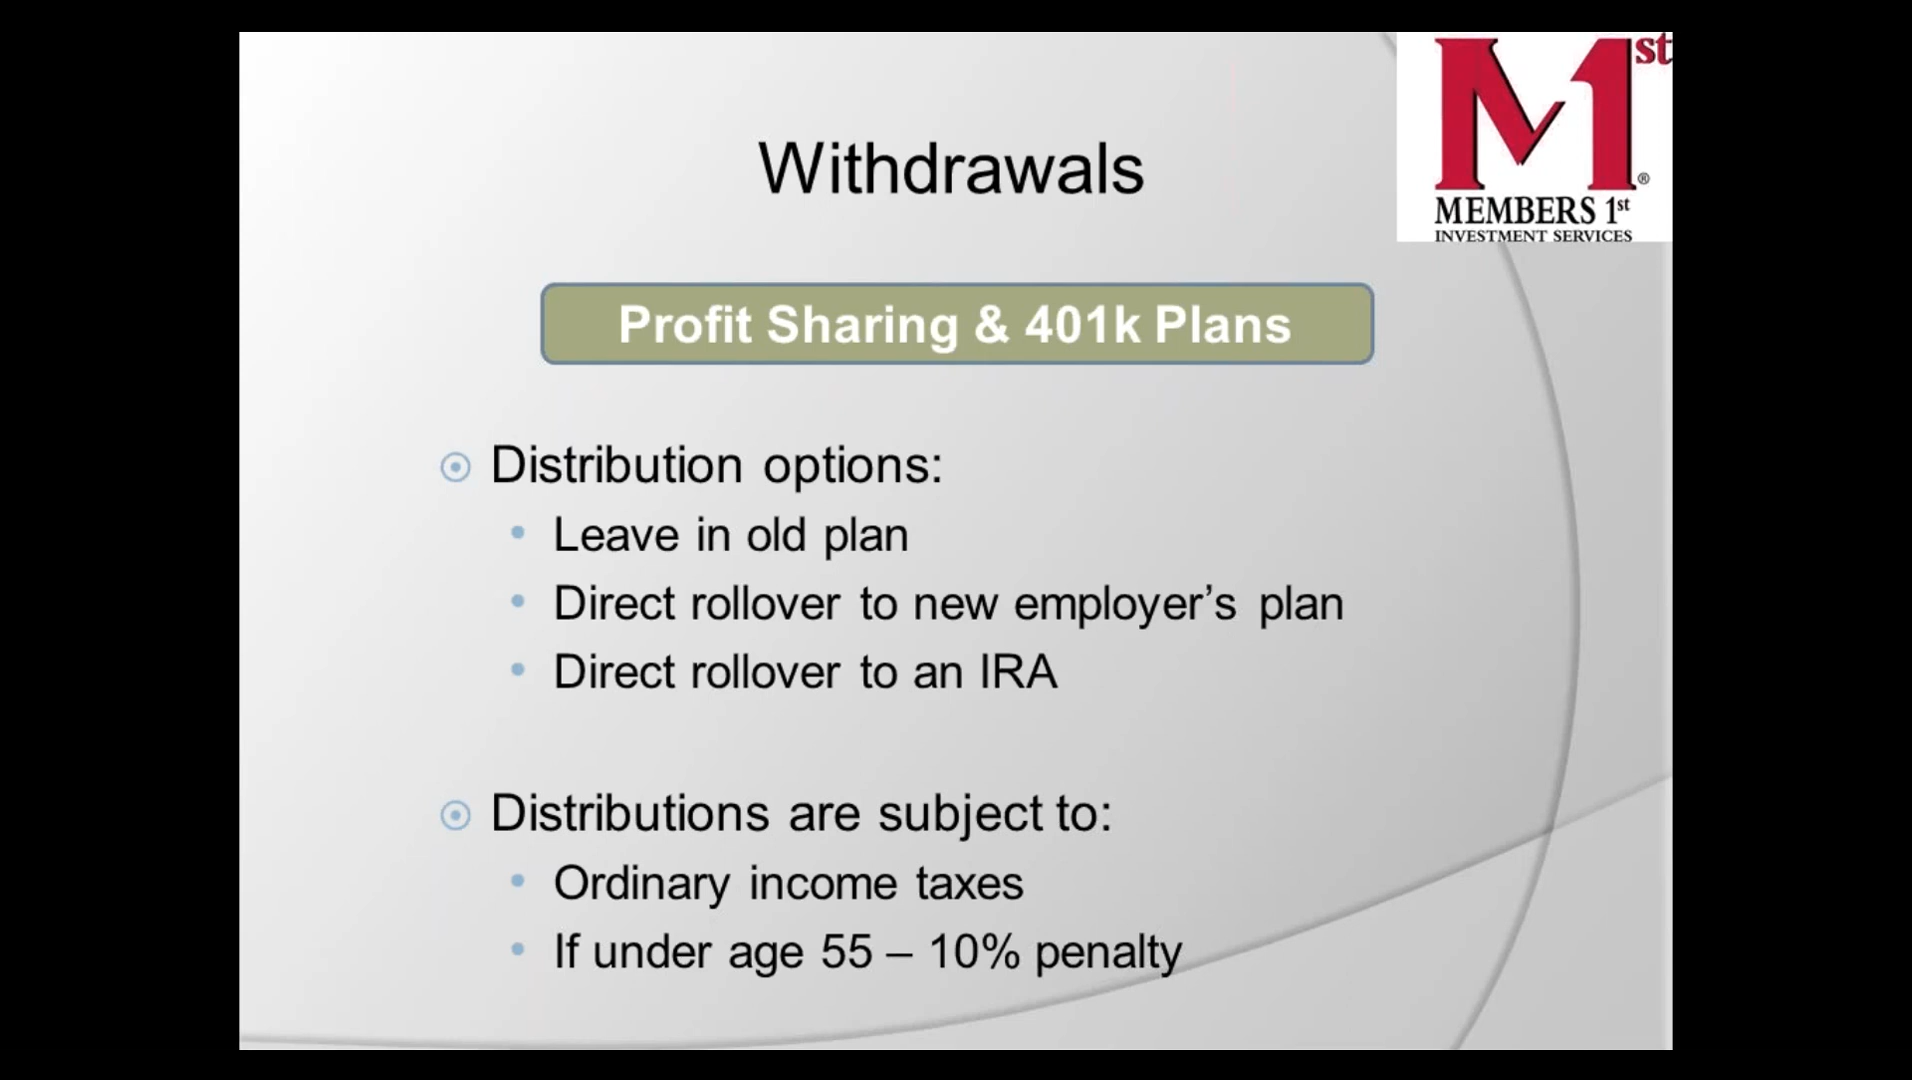 M1st®
MEMBERS 1st
INVESTMENT SERVICES
Withdrawals
Profit Sharing & 401k Plans
Distribution options:
Leave in old plan
Direct rollover to new employer’s plan
Direct rollover to an IRA
Distributions are subject to:
Ordinary income taxes
If under age 55 – 10% penalty